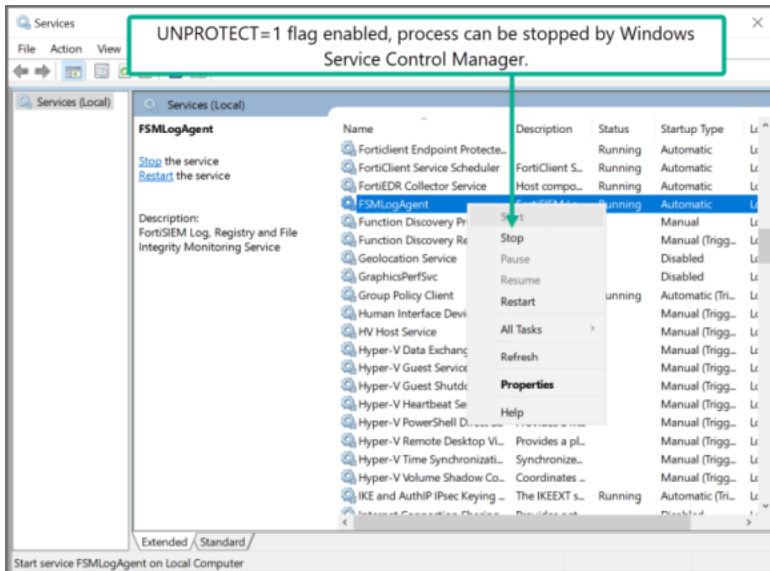 Services
UNPROTECT=1 flag enabled, process can be stopped by Windows
Service Control Manager.
File Action View
Services (Local)
Services (Local)
FSMLogAgent
Stop the service
Restart the service
Description:
FortiSIEM Log, Registry and File
Integrity Monitoring Service
Name Description Status Startup Type
Forticlient Endpoint Protecte... Running Automatic
FortiClient Service Scheduler FortiClient S... Running Automatic
FortiEDR Collector Service Host compo... Running Automatic
FSMLogAgent Running Automatic
Function Discovery Pr Manual
Function Discovery Re Manual (Trigg...
Geolocation Service Disabled
GraphicsPerfSvc Disabled
Group Policy Client Automatic (Tri...
Human Interface Devi Manual (Trigg...
HV Host Service Manual (Trigg...
Hyper-V Data Exchang Manual (Trigg...
Hyper-V Guest Service Manual (Trigg...
Hyper-V Guest Shutdo Manual (Trigg...
Hyper-V Heartbeat Se Manual (Trigg...
Hyper-V PowerShell Manual (Trigg...
Hyper-V Remote Desktop Vi... Provides a pl... Manual (Trigg...
Hyper-V Time Synchronizati... Synchronize... Manual (Trigg...
Hyper-V Volume Shadow Co... Coordinates ... Manual (Trigg...
IKE and AuthIP IPsec Keying ... The IKEEXT s... Running Automatic (Tri...
Start
Stop
Pause
Resume
Restart
All Tasks
Refresh
Properties
Help
Extended Standard
Start service FSMLogAgent on Local Computer